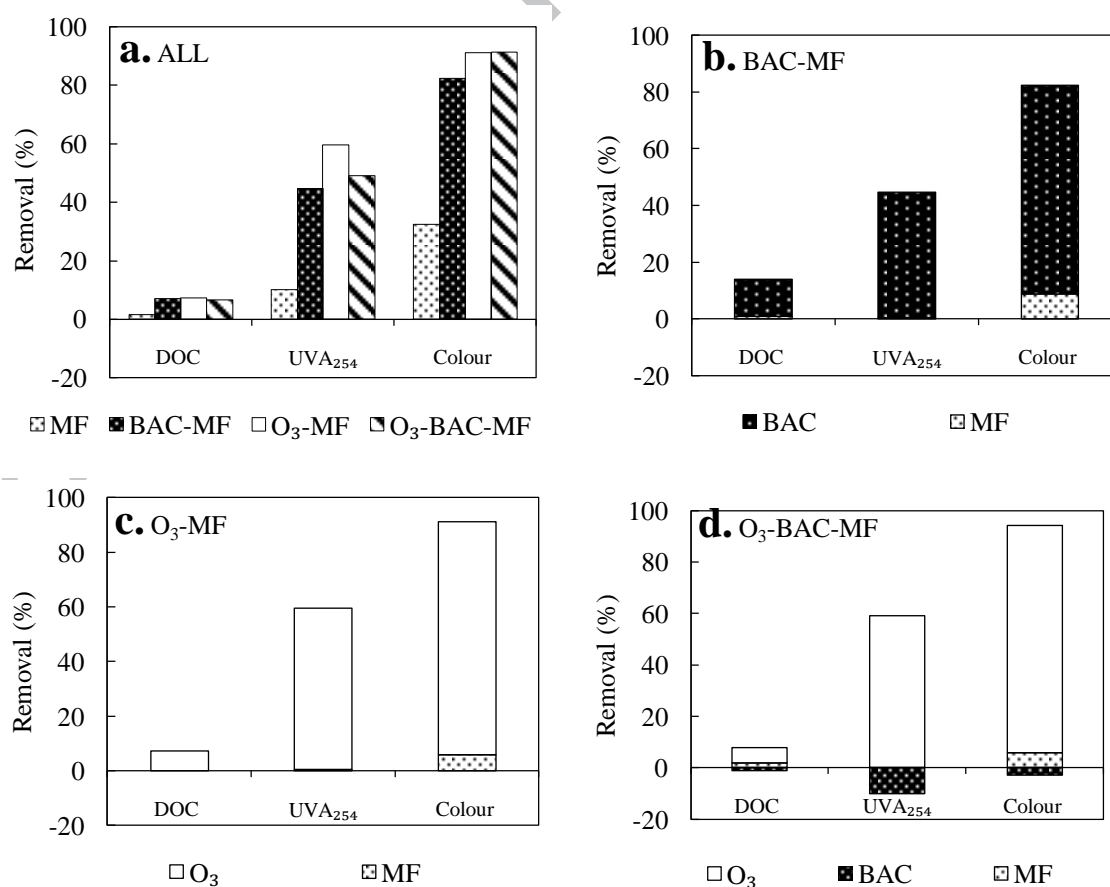 a. ALL
100
80
60
40
20
0
-20
Removal (%)
DOC UVA₂₅₄ Colour
MF BAC-MF O₃-MF O₃-BAC-MF
b. BAC-MF
100
80
60
40
20
0
-20
Removal (%)
DOC UVA₂₅₄ Colour
BAC MF
c. O₃-MF
100
80
60
40
20
0
-20
Removal (%)
DOC UVA₂₅₄ Colour
O₃ MF
d. O₃-BAC-MF
100
80
60
40
20
0
-20
Removal (%)
DOC UVA₂₅₄ Colour
O₃ BAC MF